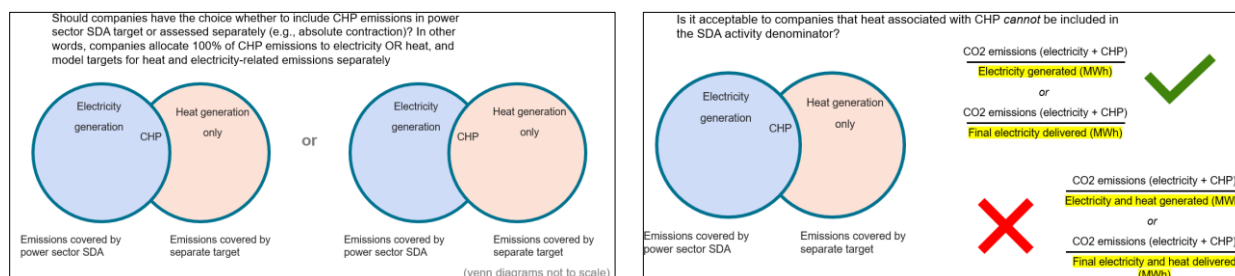 Should companies have the choice whether to include CHP emissions in power
sector SDA target or assessed separately (e.g., absolute contraction)? In other
words, companies allocate 100% of CHP emissions to electricity OR heat, and
model targets for heat and electricity-related emissions separately
Electricity
generation
CHP
Heat generation
only
Emissions covered by
power sector SDA
Emissions covered by
separate target
or
Electricity
generation
CHP
Heat generation
only
Emissions covered by
power sector SDA
Emissions covered by
separate target
(venn diagrams not to scale)
Is it acceptable to companies that heat associated with CHP cannot be included in
the SDA activity denominator?
Electricity
generation
CHP
Heat generation
only
Emissions covered by
power sector SDA
Emissions covered by
separate target
CO2 emissions (electricity + CHP)
Electricity generated (MWh)
or
CO2 emissions (electricity + CHP)
Final electricity delivered (MWh)
CO2 emissions (electricity + CHP)
Electricity and heat generated (MW
or
CO2 emissions (electricity + CHP)
Final electricity and heat delivered
(MWh)